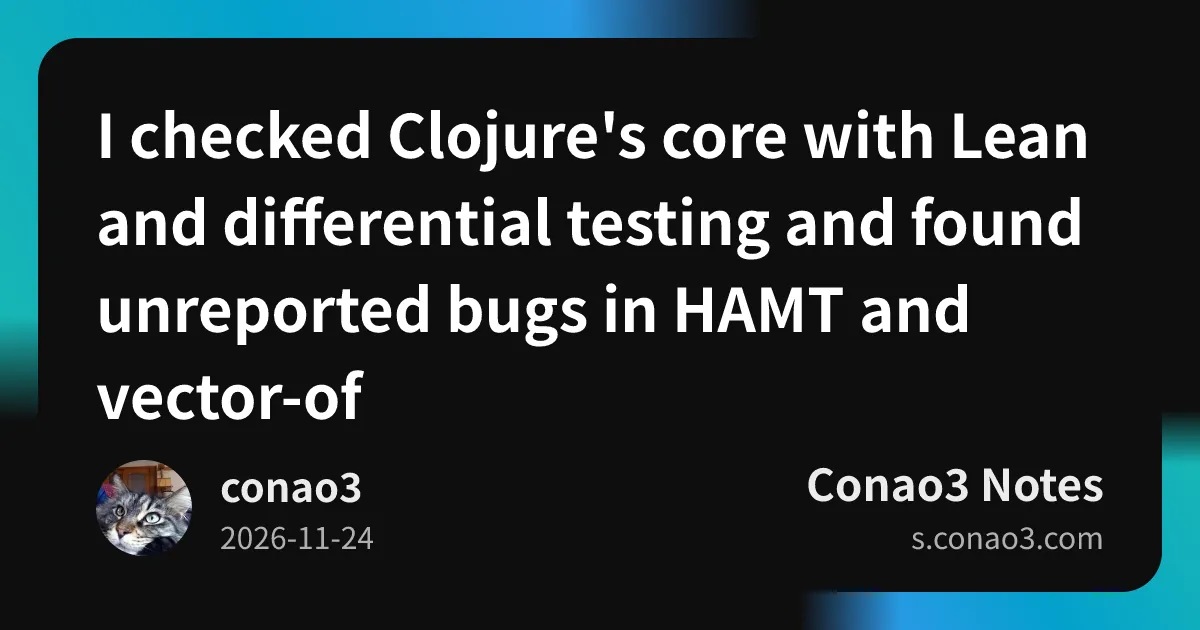 I checked Clojure's core with Lean
and differential testing and found
unreported bugs in HAMT and
vector-of
conao3
2026-11-24
Conao3 Notes
s.conao3.com